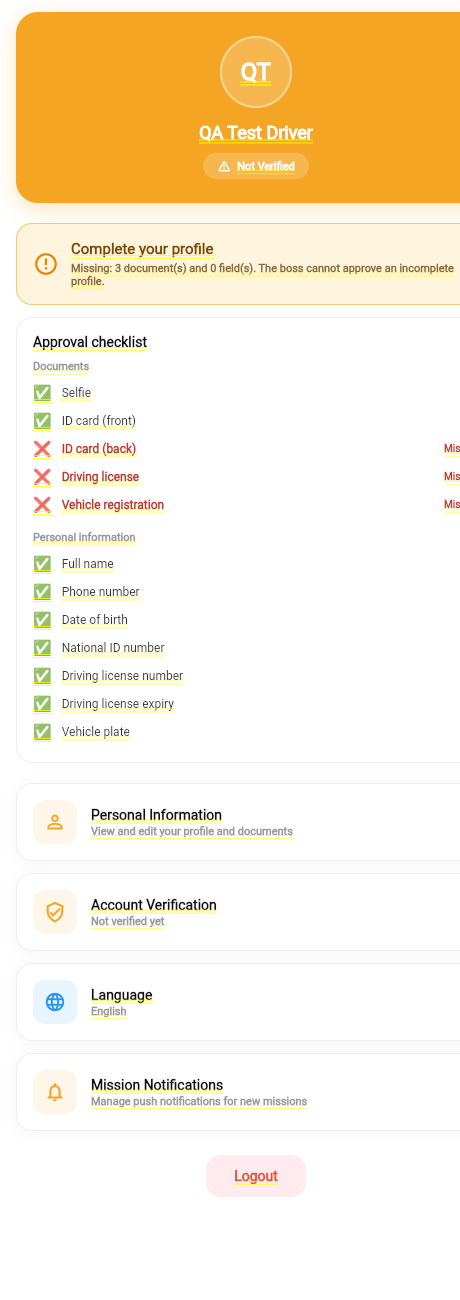 QT
QA Test Driver
Not Verified
Complete your profile
Missing: 3 document(s) and 0 field(s). The boss cannot approve an incomplete
profile.
Approval checklist
Documents
✅ Selfie
✅ ID card (front)
❌ ID card (back) Mis
❌ Driving license Mis
❌ Vehicle registration Mis
Personal information
✅ Full name
✅ Phone number
✅ Date of birth
✅ National ID number
✅ Driving license number
✅ Driving license expiry
✅ Vehicle plate
Personal Information
View and edit your profile and documents
Account Verification
Not verified yet
Language
English
Mission Notifications
Manage push notifications for new missions
Logout